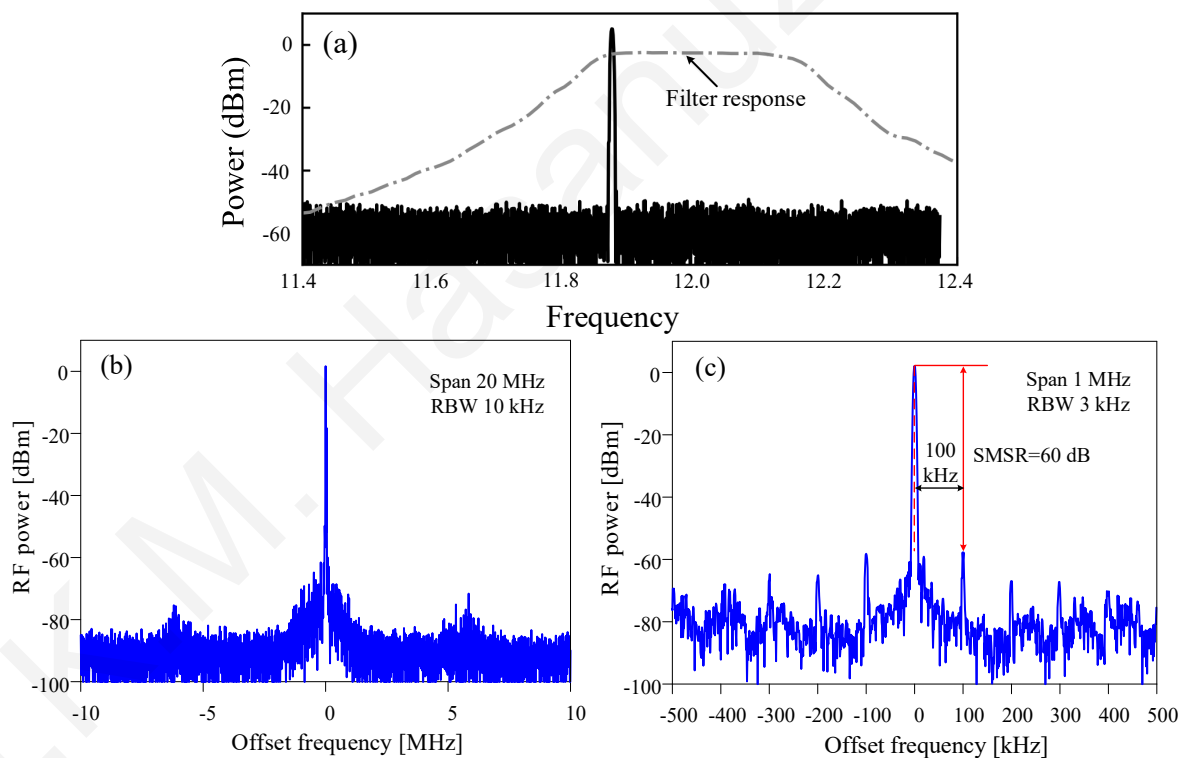 (a)
Power (dBm)
0
-20
-40
-60
Filter response
11.4 11.6 11.8 12.0 12.2 12.4
Frequency
(b)
Span 20 MHz
RBW 10 kHz
RF power [dBm]
0
-20
-40
-60
-80
-100
-10 -5 0 5 10
Offset frequency [MHz]
(c)
Span 1 MHz
RBW 3 kHz
100
kHz
SMSR=60 dB
RF power [dBm]
0
-20
-40
-60
-80
-100
-500 -400 -300 -200 -100 0 100 200 300 400 500
Offset frequency [kHz]
K M. Hasanuz